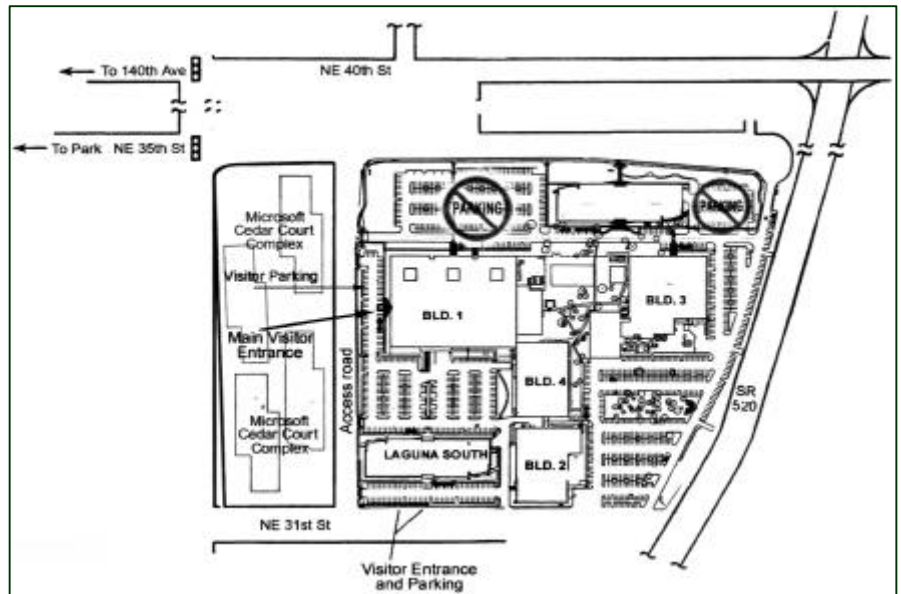 To 140th Ave
NE 40th St
To Park NE 35th St
Microsoft
Cedar Court
Complex
PARKING
PARKING
Visitor Parking
BLD. 1
BLD. 3
Main Visitor
Entrance
Access road
BLD. 4
SR
520
Microsoft
Cedar Court
Complex
LAGUNA SOUTH
BLD. 2
NE 31st St
Visitor Entrance
and Parking